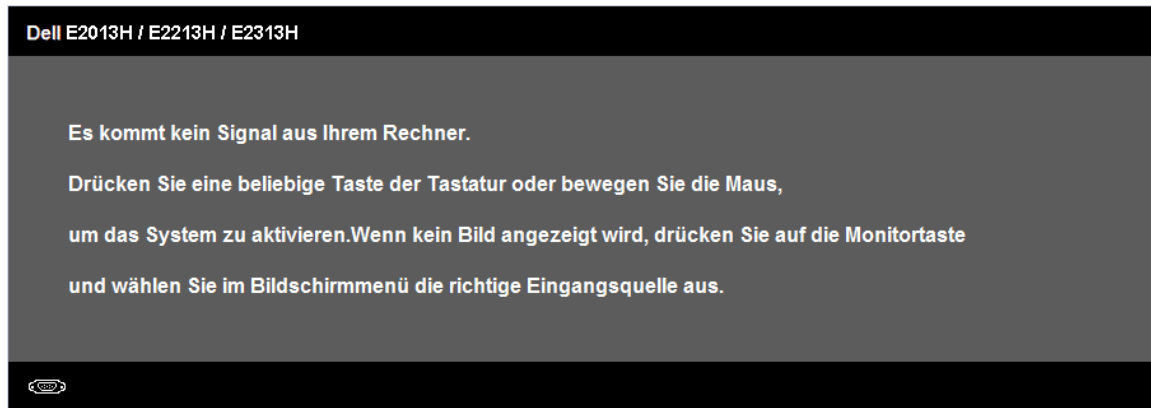 Dell E2013H / E2213H / E2313H
Es kommt kein Signal aus Ihrem Rechner.
Drücken Sie eine beliebige Taste der Tastatur oder bewegen Sie die Maus,
um das System zu aktivieren.Wenn kein Bild angezeigt wird, drücken Sie auf die Monitortaste
und wählen Sie im Bildschirmmenü die richtige Eingangsquelle aus.